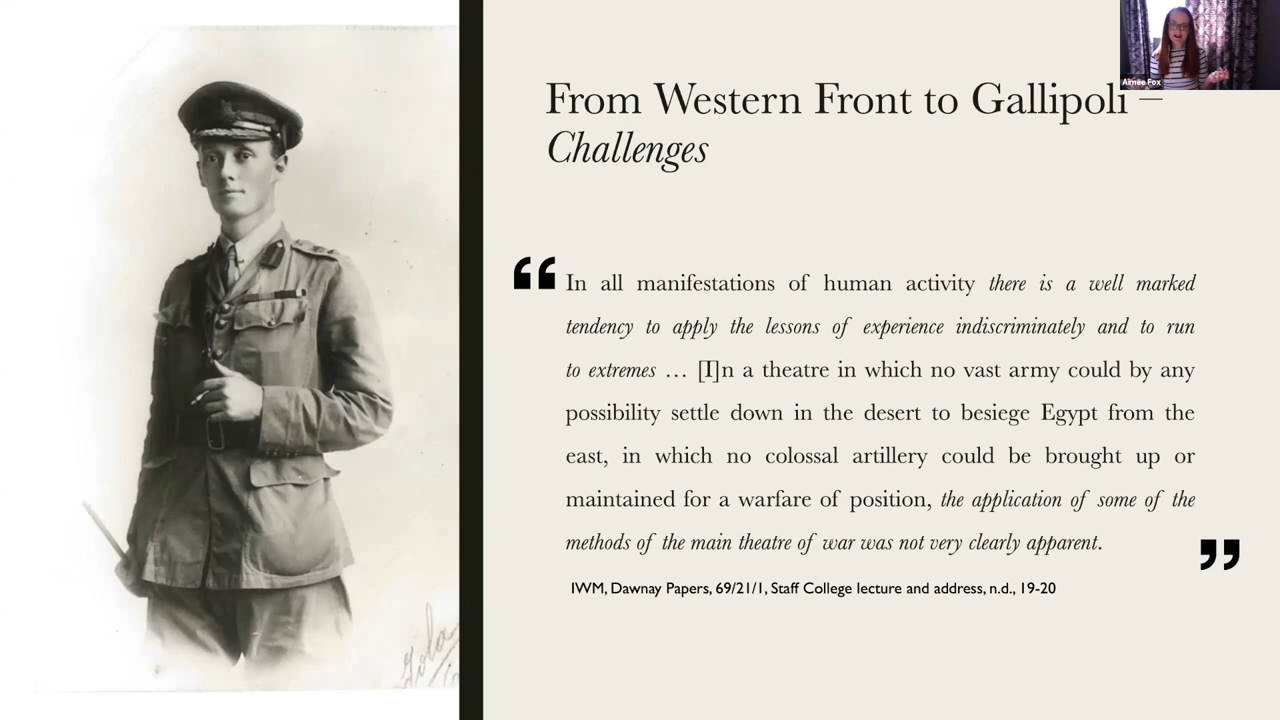 Aimee Fox
From Western Front to Gallipoli –
Challenges
“ In all manifestations of human activity there is a well marked
tendency to apply the lessons of experience indiscriminately and to run
to extremes … [I]n a theatre in which no vast army could by any
possibility settle down in the desert to besiege Egypt from the
east, in which no colossal artillery could be brought up or
maintained for a warfare of position, the application of some of the
methods of the main theatre of war was not very clearly apparent. ”
IWM, Dawnay Papers, 69/21/1, Staff College lecture and address, n.d., 19-20